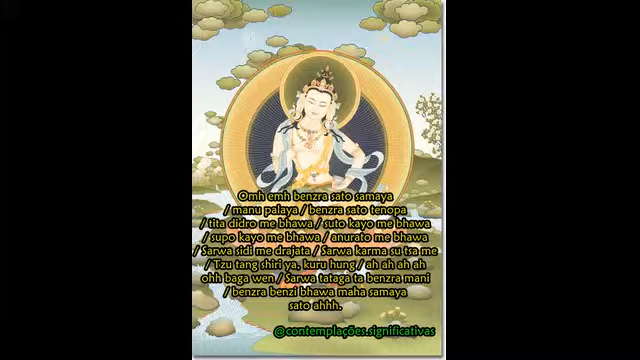 Omh emh benzra sato samaya
/ manu palaya / benzra sato tenopa
/ tita didro me bhawa / suto kayo me bhawa
/ supo kayo me bhawa / anurato me bhawa
/ Sarwa sidi me drajata / Sarwa karma su tsa me
/ Tzu tang shiri ya, kuru hung / ah ah ah ah
ohh baga wen / Sarwa tataga ta benzra mani
/ benzra benzi bhawa maha samaya
sato ahhh.
@contemplações.significativas